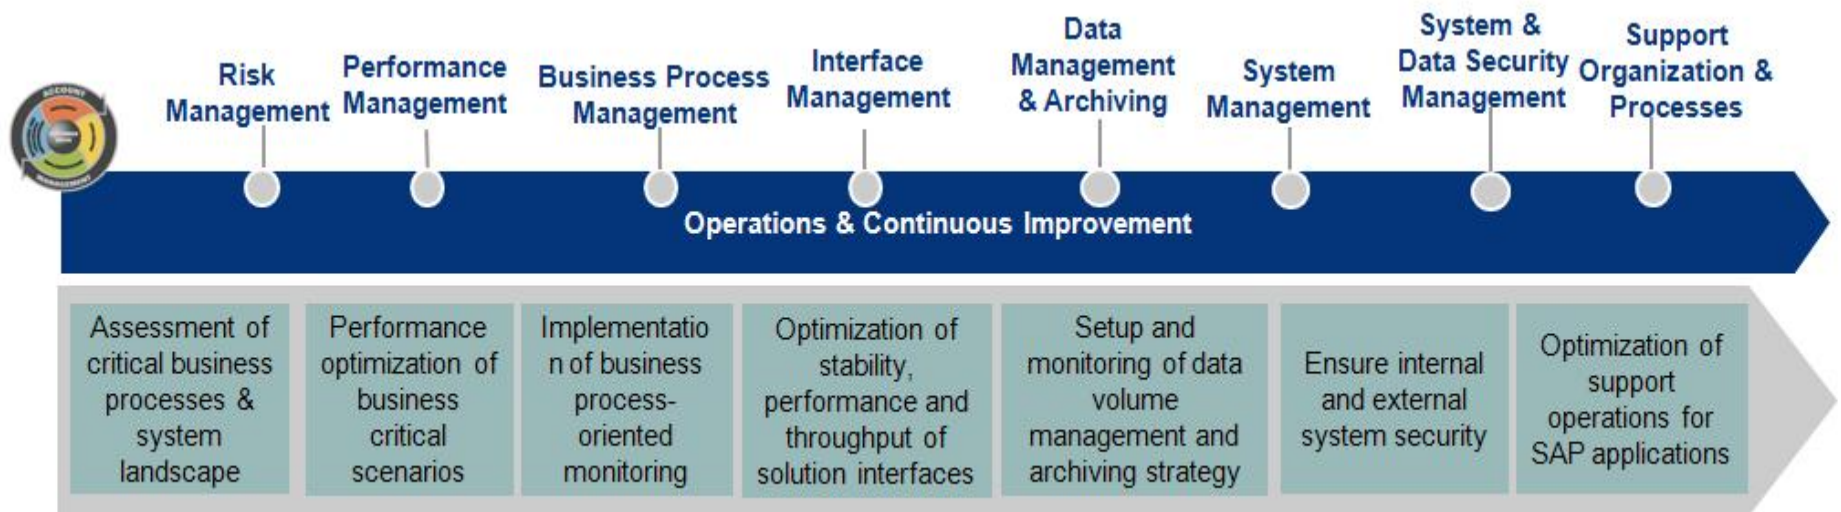 Risk
Management
Performance
Management
Business Process
Management
Interface
Management
Data
Management
& Archiving
System
Management
System &
Data Security
Management
Support
Organization &
Processes
ACCOUNT
MANAGEMENT
Operations & Continuous Improvement
Assessment of
critical business
processes &
system
landscape
Performance
optimization of
business
critical
scenarios
Implementatio
n of business
process-
oriented
monitoring
Optimization of
stability,
performance and
throughput of
solution interfaces
Setup and
monitoring of data
volume
management and
archiving strategy
Ensure internal
and external
system security
Optimization of
support
operations for
SAP applications